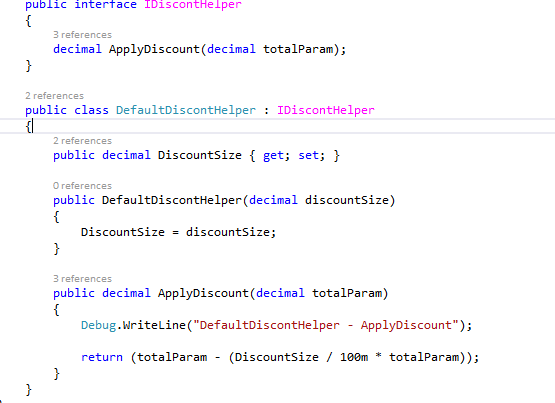 public interface IDiscontHelper
{
3 references
decimal ApplyDiscount(decimal totalParam);
}
2 references
public class DefaultDiscontHelper : IDiscontHelper
{
2 references
public decimal DiscountSize { get; set; }
0 references
public DefaultDiscontHelper(decimal discountSize)
{
DiscountSize = discountSize;
}
3 references
public decimal ApplyDiscount(decimal totalParam)
{
Debug.WriteLine("DefaultDiscontHelper - ApplyDiscount");
return (totalParam - (DiscountSize / 100m * totalParam));
}
}